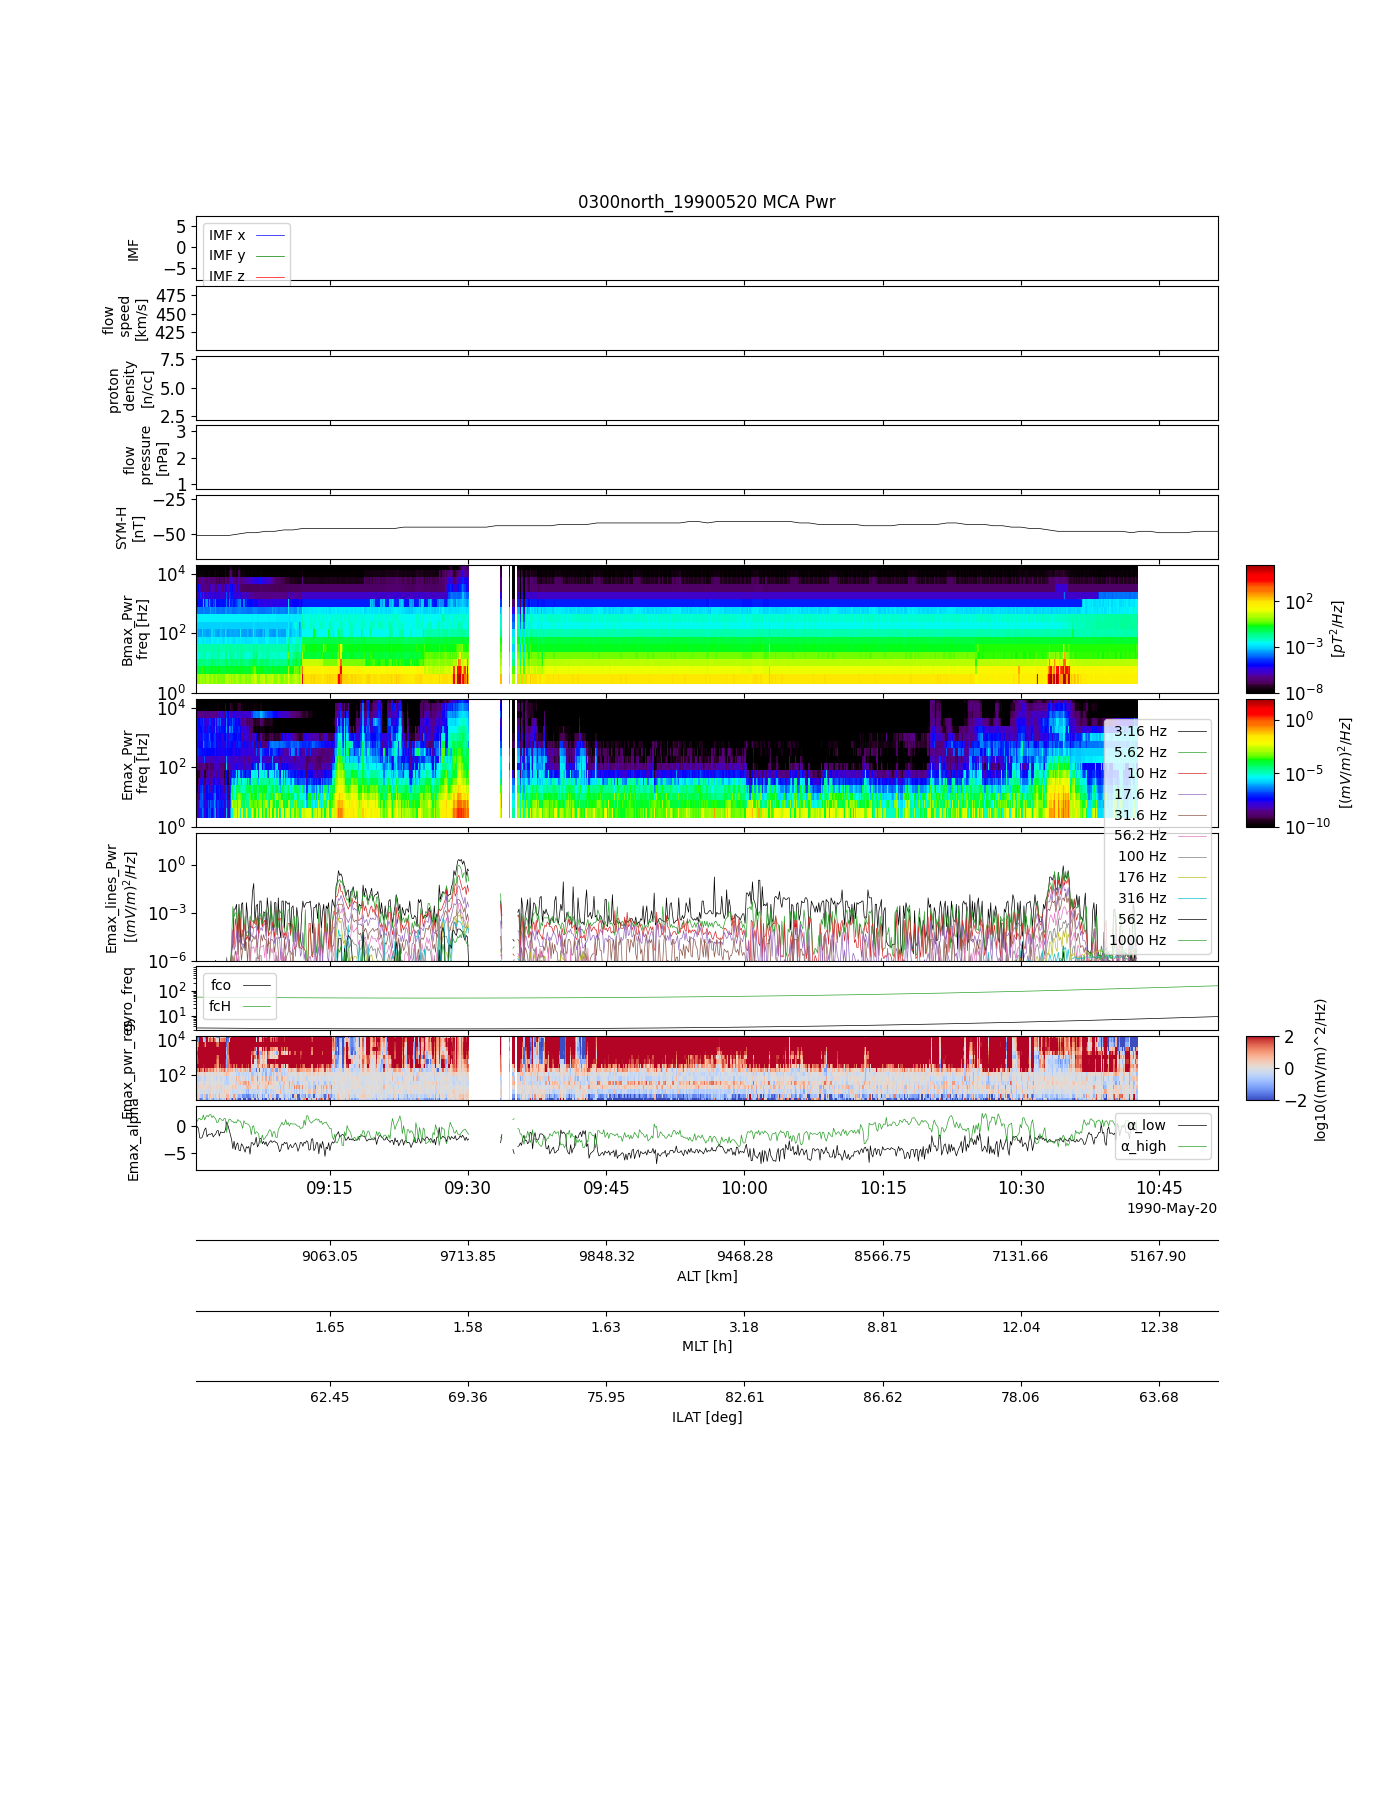 0300north_19900520 MCA Pwr
IMF
5
0
−5
IMF x
IMF y
IMF z
flow
speed
[km/s]
475
450
425
proton
density
[n/cc]
7.5
5.0
2.5
flow
pressure
[nPa]
3
2
1
SYM-H
[nT]
−25
−50
Bmax_Pwr
freq [Hz]
10^4
10^2
10^0
10^2
10^−3
10^−8
[pT^2/Hz]
Emax_Pwr
freq [Hz]
10^4
10^2
10^0
10^0
10^−5
10^−10
[(mV/m)^2/Hz]
3.16 Hz
5.62 Hz
10 Hz
17.6 Hz
31.6 Hz
56.2 Hz
100 Hz
176 Hz
316 Hz
562 Hz
1000 Hz
Emax_lines_Pwr
[(mV/m)^2/Hz]
10^0
10^−3
10^−6
10^2
10^1
fco
fcH
Emax_pwr_reg
10^4
10^2
2
0
−2
log10((mV/m)^2/Hz)
Emax_alpha
0
−5
α_low
α_high
09:15 09:30 09:45 10:00 10:15 10:30 10:45
1990-May-20
9063.05 9713.85 9848.32 9468.28 8566.75 7131.66 5167.90
ALT [km]
1.65 1.58 1.63 3.18 8.81 12.04 12.38
MLT [h]
62.45 69.36 75.95 82.61 86.62 78.06 63.68
ILAT [deg]